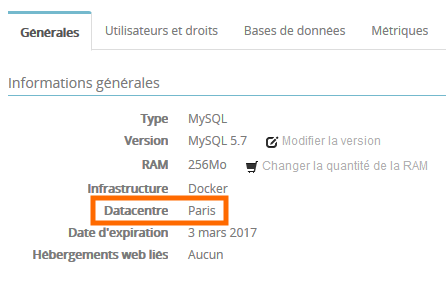 Générales Utilisateurs et droits Bases de données Métriques
Informations générales
Type MySQL
Version MySQL 5.7 Modifier la version
RAM 256Mo Changer la quantité de la RAM
Infrastructure Docker
Datacentre Paris
Date d'expiration 3 mars 2017
Hébergements web liés Aucun